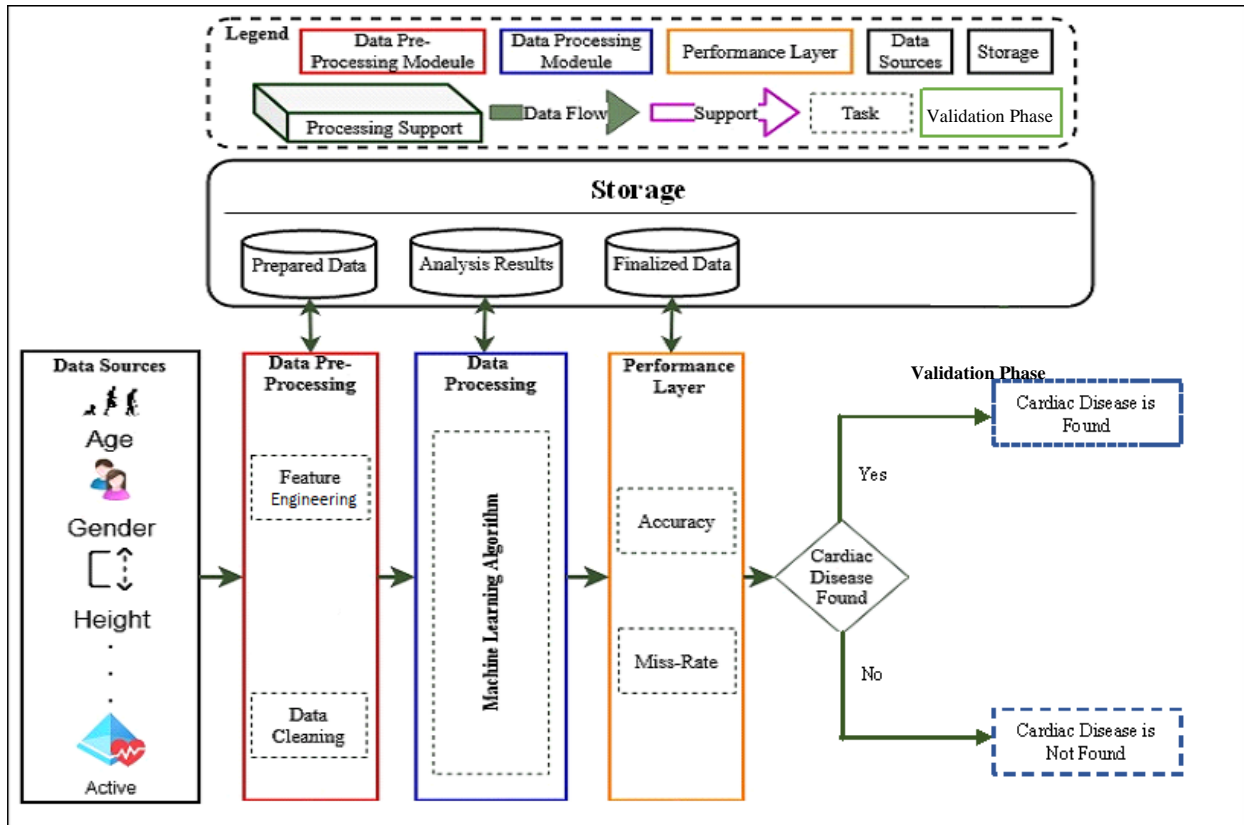 Legend
Data Pre-
Processing Modeule
Data Processing
Modeule
Performance Layer
Data
Sources
Storage
Processing Support
Data Flow
Support
Task
Validation Phase
Storage
Prepared Data
Analysis Results
Finalized Data
Data Sources
Age
Gender
Height
Active
Data Pre-
Processing
Feature
Engineering
Data
Cleaning
Data
Processing
Machine Learning Algorithm
Performance
Layer
Accuracy
Miss-Rate
Cardiac
Disease
Found
Yes
No
Validation Phase
Cardiac Disease is
Found
Cardiac Disease is
Not Found